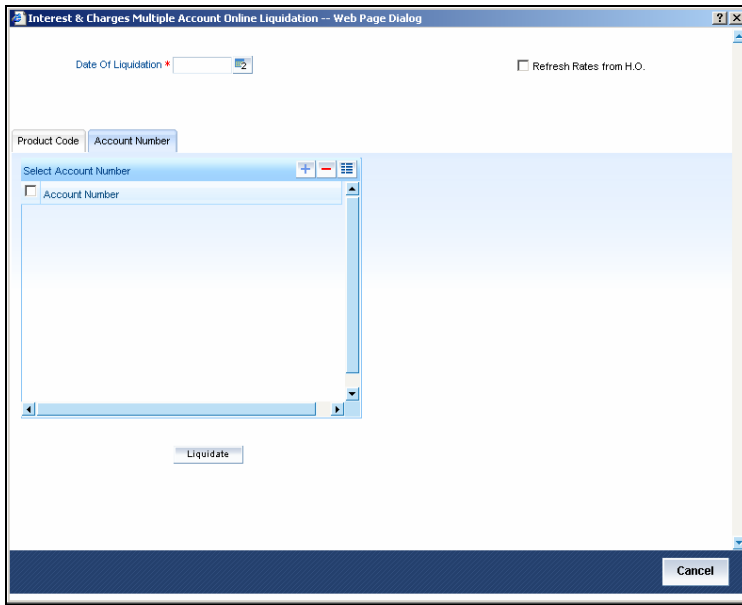 Interest & Charges Multiple Account Online Liquidation -- Web Page Dialog
Date Of Liquidation *
Refresh Rates from H.O.
Product Code
Account Number
Select Account Number
Account Number
Liquidate
Cancel